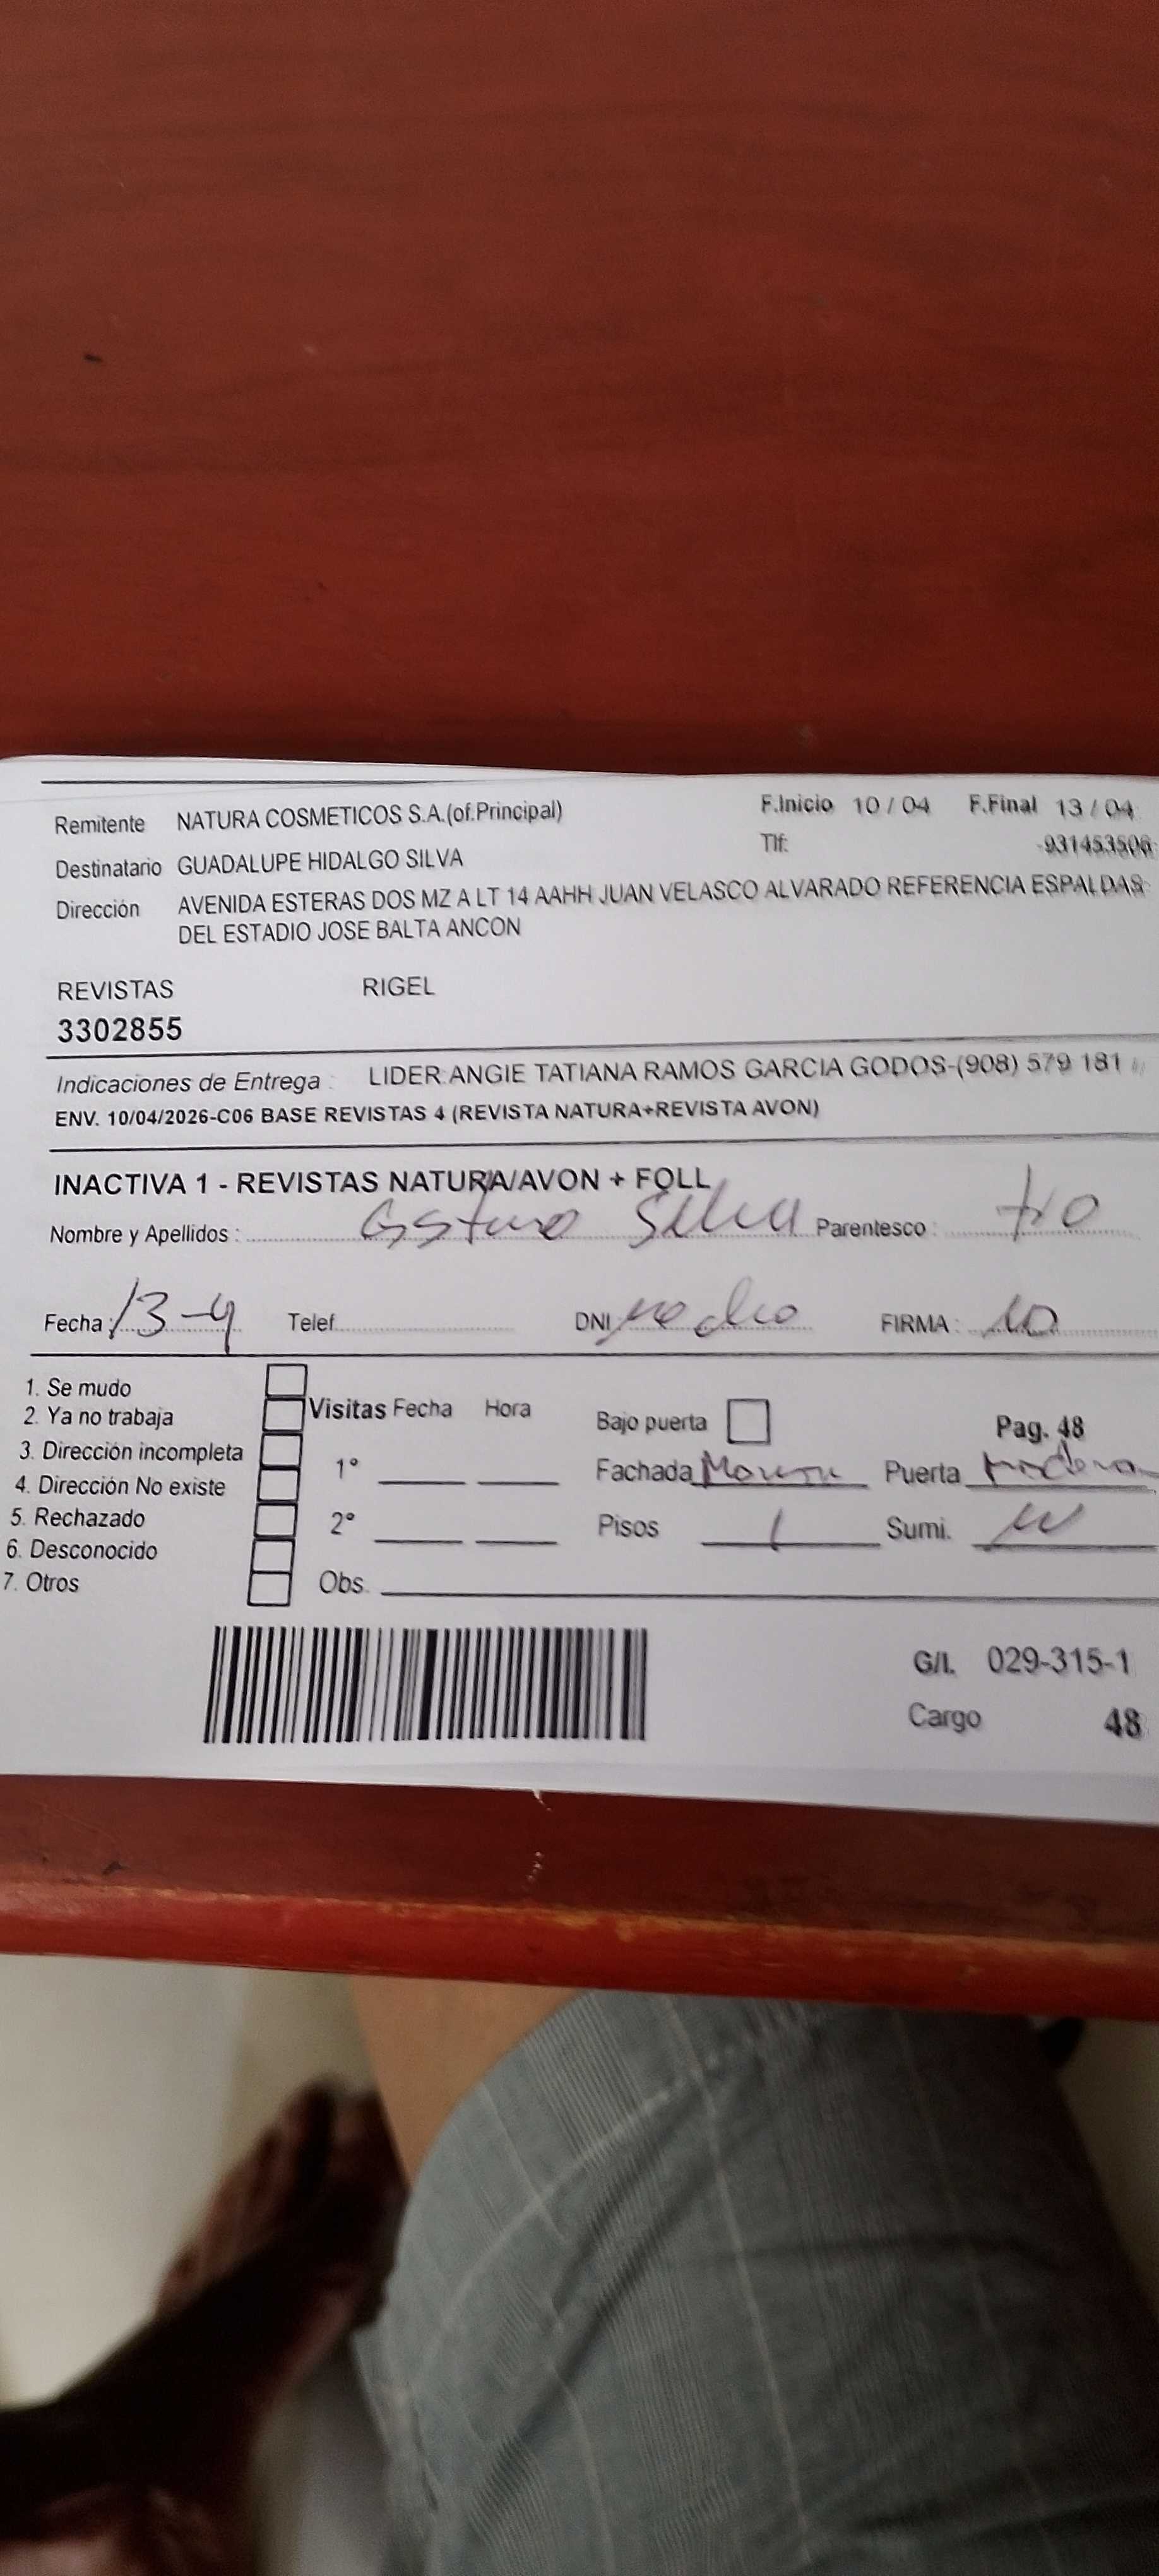 Remitente NATURA COSMETICOS S.A.(of.Principal) F.Inicio 10 / 04 F.Final 13 / 04
Destinatario GUADALUPE HIDALGO SILVA Tlf: -931453506
Dirección AVENIDA ESTERAS DOS MZ A LT 14 AAHH JUAN VELASCO ALVARADO REFERENCIA ESPALDAS
DEL ESTADIO JOSE BALTA ANCON
REVISTAS RIGEL
3302855
Indicaciones de Entrega : LIDER:ANGIE TATIANA RAMOS GARCIA GODOS-(908) 579 181
ENV. 10/04/2026-C06 BASE REVISTAS 4 (REVISTA NATURA+REVISTA AVON)
INACTIVA 1 - REVISTAS NATURA/AVON + FOLL
Nombre y Apellidos : Silva Parentesco : tio
Fecha : 13-4 Telef. DNI FIRMA :
1. Se mudo
2. Ya no trabaja Visitas Fecha Hora Bajo puerta Pag. 48
3. Dirección incompleta 1° Fachada Puerta
4. Dirección No existe
5. Rechazado 2° Pisos 1 Sumi.
6. Desconocido
7. Otros Obs.
G/I. 029-315-1
Cargo 48